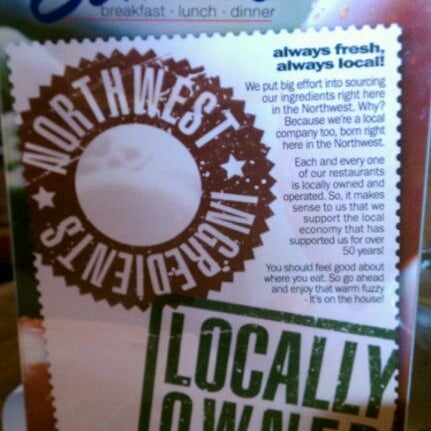 breakfast · lunch · dinner
always fresh,
always local!
We put big effort into sourcing
our ingredients right here
in the Northwest. Why?
Because we're a local
company too, born right
here in the Northwest.
Each and every one
of our restaurants
is locally owned and
operated. So, it makes
sense to us that we
support the local
economy that has
supported us for over
50 years!
You should feel good about
where you eat. So go ahead
and enjoy that warm fuzzy
- It's on the house!
NORTHWEST
INGREDIENTS
LOCALLY
OWNED